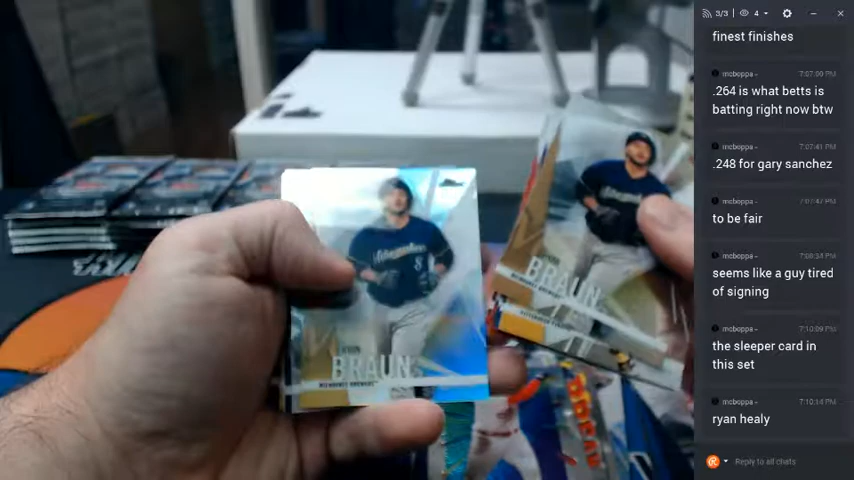 3/3
4
finest finishes
mcboppa -
7:07:00 PM
.264 is what betts is
batting right now btw
mcboppa -
7:07:41 PM
.248 for gary sanchez
mcboppa -
7:07:47 PM
to be fair
mcboppa -
7:08:34 PM
seems like a guy tired
of signing
mcboppa -
7:10:09 PM
the sleeper card in
this set
mcboppa -
7:10:14 PM
ryan healy
Reply to all chats
BRAUN
MILWAUKEE BREWERS
8
BRAUN